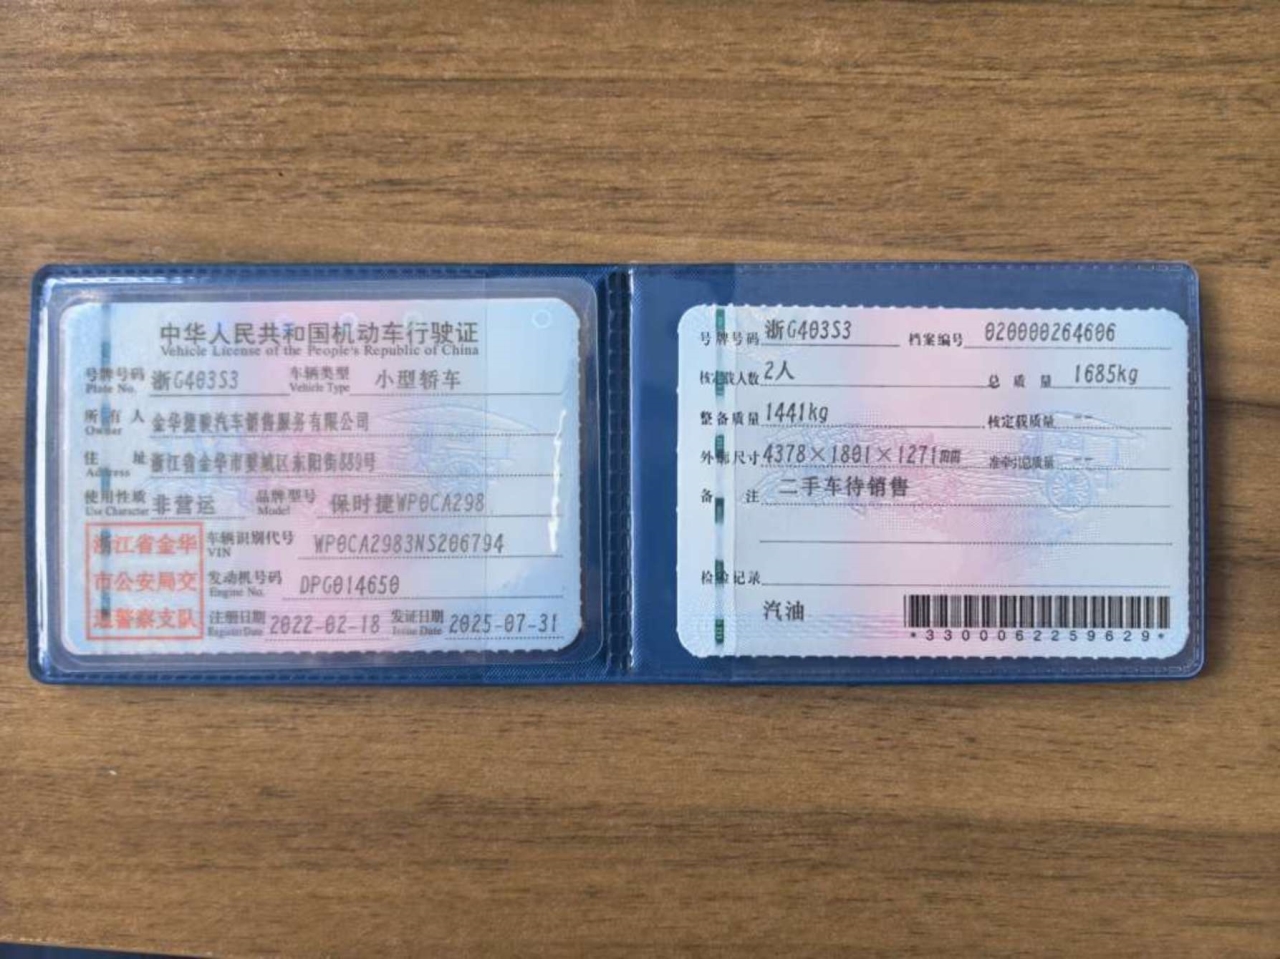 中华人民共和国机动车行驶证
Vehicle License of the People's Republic of China
号牌号码 Plate No. 浙G403S3 车辆类型 Vehicle Type 小型轿车
所有人 Owner 金华捷骏汽车销售服务有限公司
住址 Address 浙江省金华市婺城区东阳街889号
使用性质 Use Character 非营运 品牌型号 Model 保时捷WP0CA298
车辆识别代号 VIN WP0CA2983NS206794
发动机号码 Engine No. DPG014650
注册日期 Register Date 2022-02-18 发证日期 Issue Date 2025-07-31
浙江省金华
市公安局交
通警察支队
号牌号码 浙G403S3 档案编号 020000264606
核定载人数 2人 总质量 1685kg
整备质量 1441kg 核定载质量 --
外廓尺寸 4378×1801×1271mm 准牵引总质量 --
备注 二手车待销售
检验记录
汽油
*3300062259629*